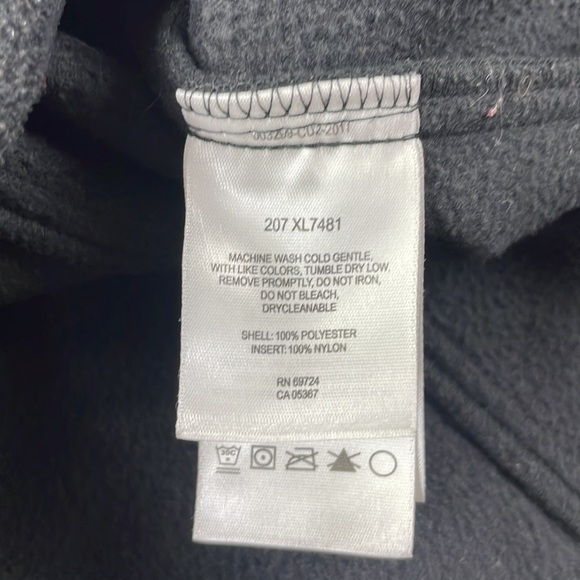 207 XL7481
MACHINE WASH COLD GENTLE,
WITH LIKE COLORS, TUMBLE DRY LOW,
REMOVE PROMPTLY, DO NOT IRON,
DO NOT BLEACH,
DRYCLEANABLE
SHELL: 100% POLYESTER
INSERT: 100% NYLON
RN 69724
CA 05367
30C